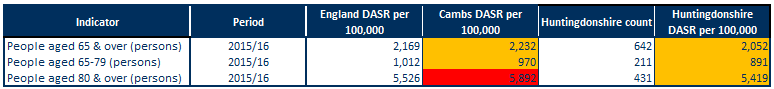 Indicator Period England DASR per 100,000 Cambs DASR per 100,000 Huntingdonshire count Huntingdonshire DASR per 100,000
People aged 65 & over (persons) 2015/16 2,169 2,232 642 2,052
People aged 65-79 (persons) 2015/16 1,012 970 211 891
People aged 80 & over (persons) 2015/16 5,526 5,892 431 5,419